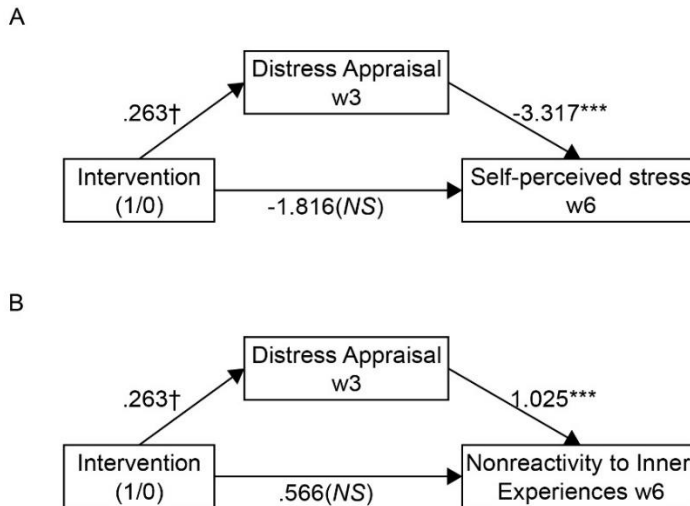 A
Distress Appraisal
w3
.263†
-3.317***
Intervention
(1/0)
Self-perceived stress
w6
-1.816(NS)
B
Distress Appraisal
w3
.263†
1.025***
Intervention
(1/0)
Nonreactivity to Inner
Experiences w6
.566(NS)